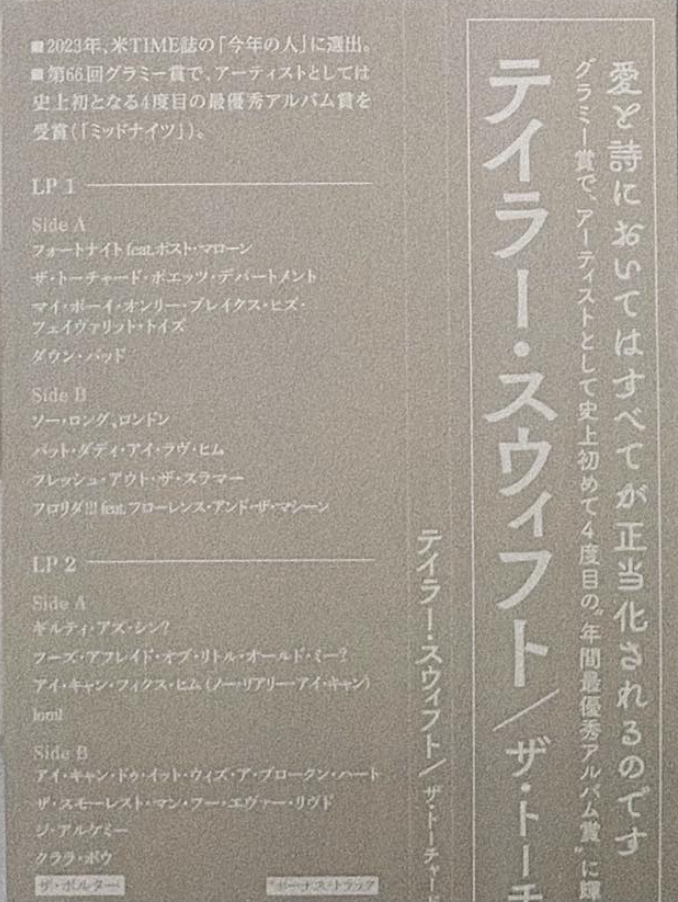 愛と詩においてはすべてが正当化されるのです
グラミー賞で、アーティストとして史上初めて4度目の“年間最優秀アルバム賞”に輝
テイラー・スウィフト／ザ・トーチ
テイラー・スウィフト／ザ・トーチャード
■2023年、米TIME誌の「今年の人」に選出。
■第66回グラミー賞で、アーティストとしては
史上初となる4度目の最優秀アルバム賞を
受賞(「ミッドナイツ」)。
LP 1
Side A
フォートナイト feat.ポスト・マローン
ザ・トーチャード・ポエッツ・デパートメント
マイ・ボーイ・オンリー・ブレイクス・ヒズ・
フェイヴァリット・トイズ
ダウン・バッド
Side B
ソー・ロング、ロンドン
バット・ダディ・アイ・ラヴ・ヒム
フレッシュ・アウト・ザ・スラマー
フロリダ!!! feat.フローレンス・アンド・ザ・マシーン
LP 2
Side A
ギルティ・アズ・シン?
フーズ・アフレイド・オブ・リトル・オールド・ミー?
アイ・キャン・フィクス・ヒム (ノー・リアリー・アイ・キャン)
loml
Side B
アイ・キャン・ドゥ・イット・ウィズ・ア・ブロークン・ハート
ザ・スモーレスト・マン・フー・エヴァー・リヴド
ジ・アルケミー
クララ・ボウ
ザ・ボルター
*ボーナス・トラック